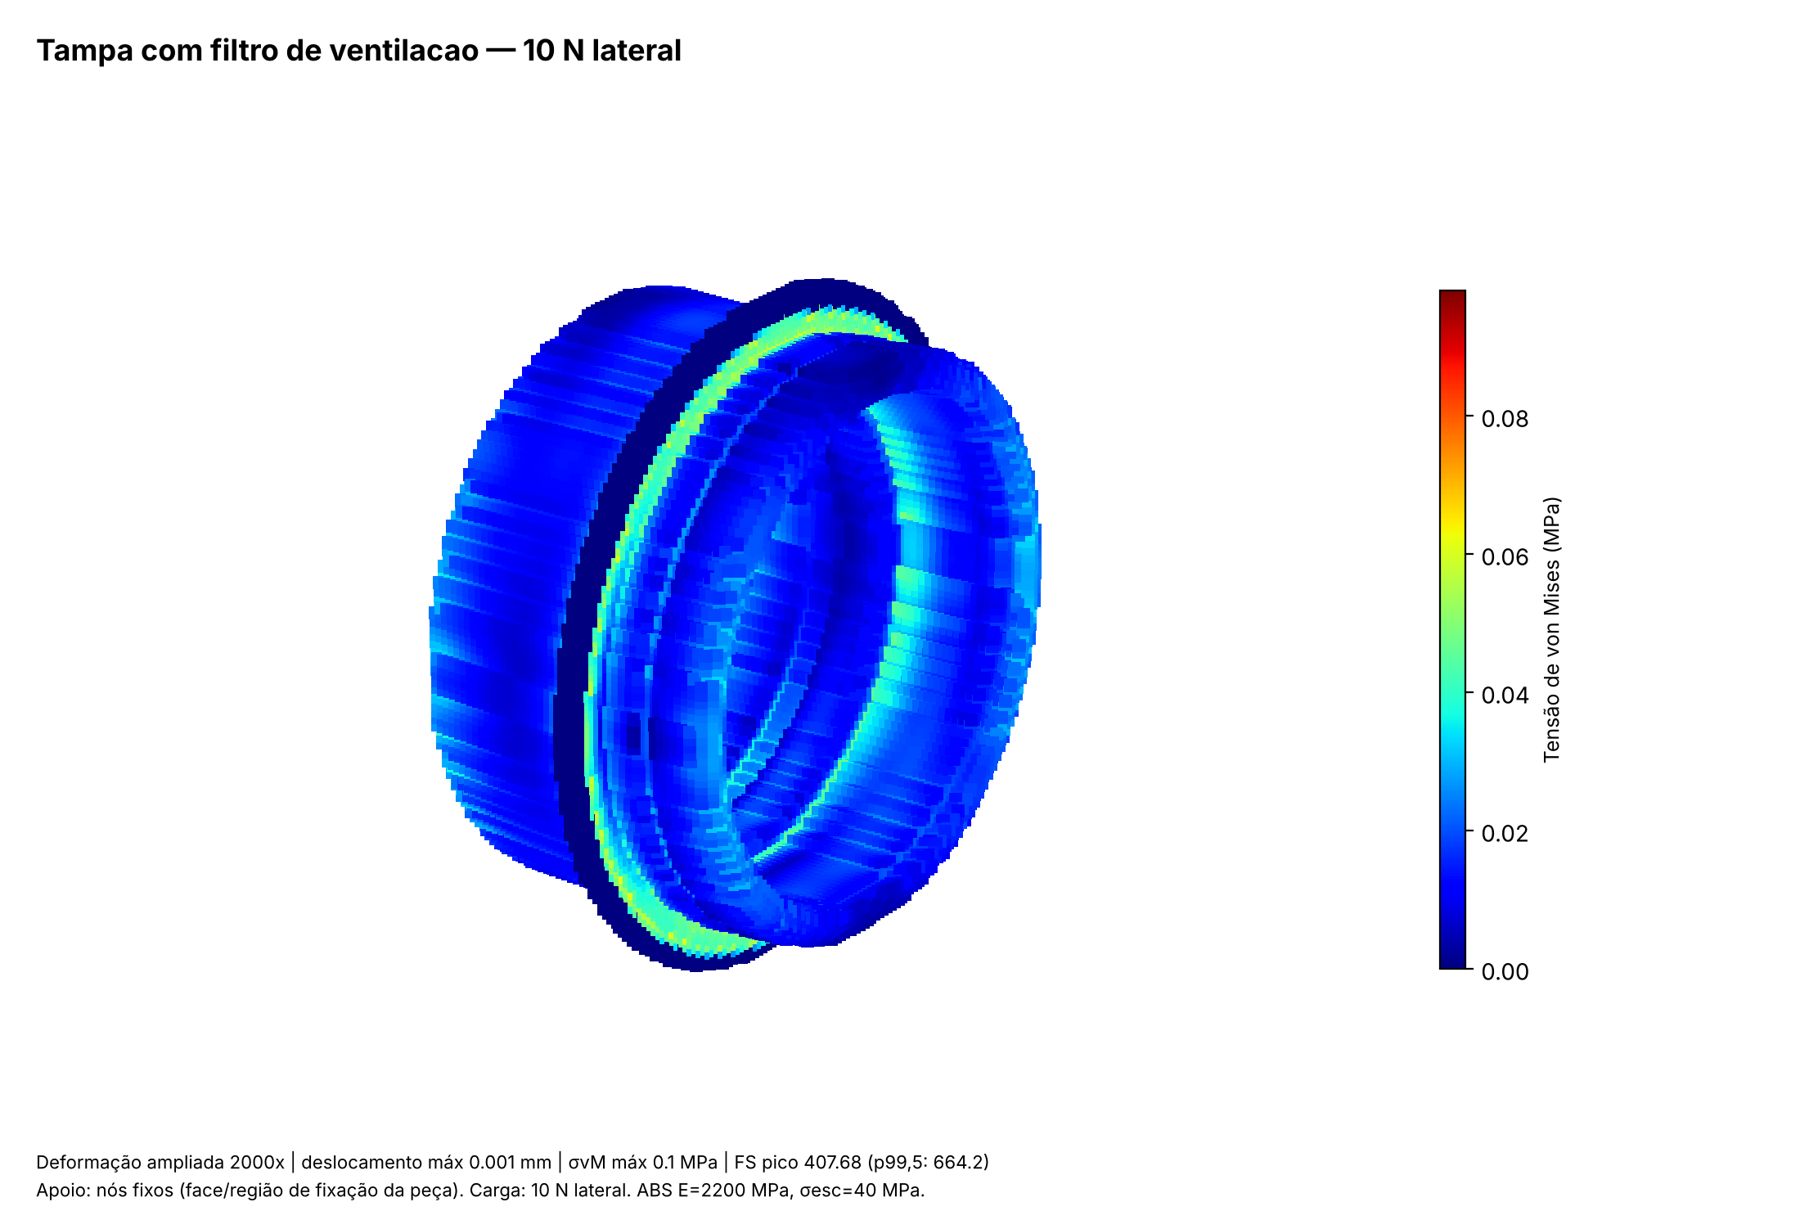 Tampa com filtro de ventilacao — 10 N lateral
0.08
0.06
0.04
0.02
0.00
Tensão de von Mises (MPa)
Deformação ampliada 2000x | deslocamento máx 0.001 mm | σvM máx 0.1 MPa | FS pico 407.68 (p99,5: 664.2)
Apoio: nós fixos (face/região de fixação da peça). Carga: 10 N lateral. ABS E=2200 MPa, σesc=40 MPa.